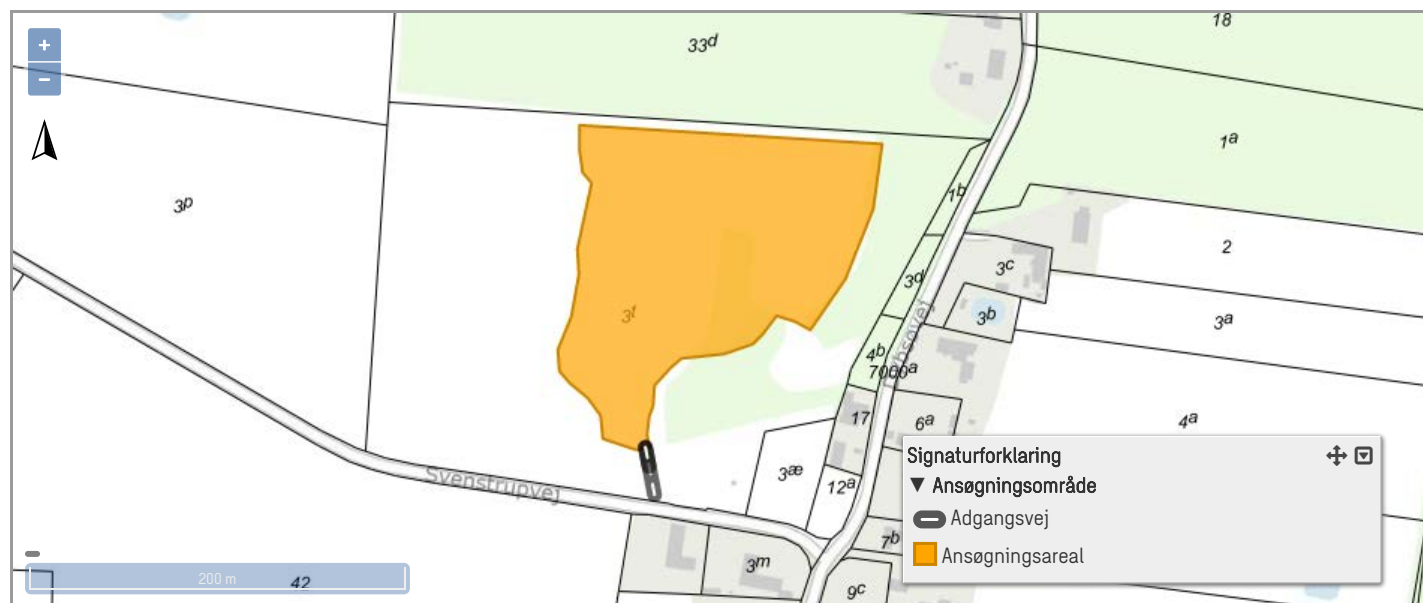 18
33d
+
−
1a
1b
3p
2
3c
3d
3t
3b
3a
4b
7000a
17
6a
4a
Signaturforklaring
3æ
Svenstrupvej
▼ Ansøgningsområde
12a
Adgangsvej
7b
Ansøgningsareal
3m
200 m
42
9c